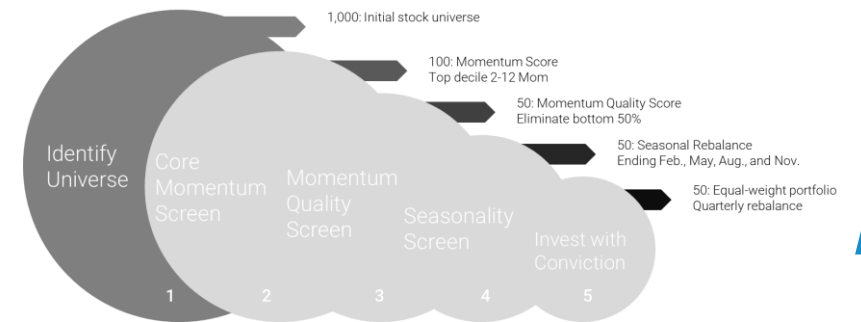 1,000: Initial stock universe
100: Momentum Score
Top decile 2-12 Mom
50: Momentum Quality Score
Eliminate bottom 50%
50: Seasonal Rebalance
Ending Feb., May, Aug., and Nov.
50: Equal-weight portfolio
Quarterly rebalance
Identify
Universe
Core
Momentum
Screen
Momentum
Quality
Screen
Seasonality
Screen
Invest with
Conviction
1
2
3
4
5